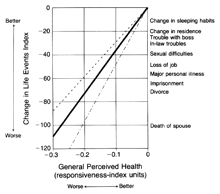 Better
Worse
Change in Life Events Index
0
-20
-40
-60
-80
-100
-120
-0.3
-0.2
-0.1
0
Change in sleeping habits
Change in residence
Trouble with boss
In-law troubles
Sexual difficulties
Loss of job
Major personal illness
Imprisonment
Divorce
Death of spouse
General Perceived Health
(responsiveness-index units)
Worse
Better